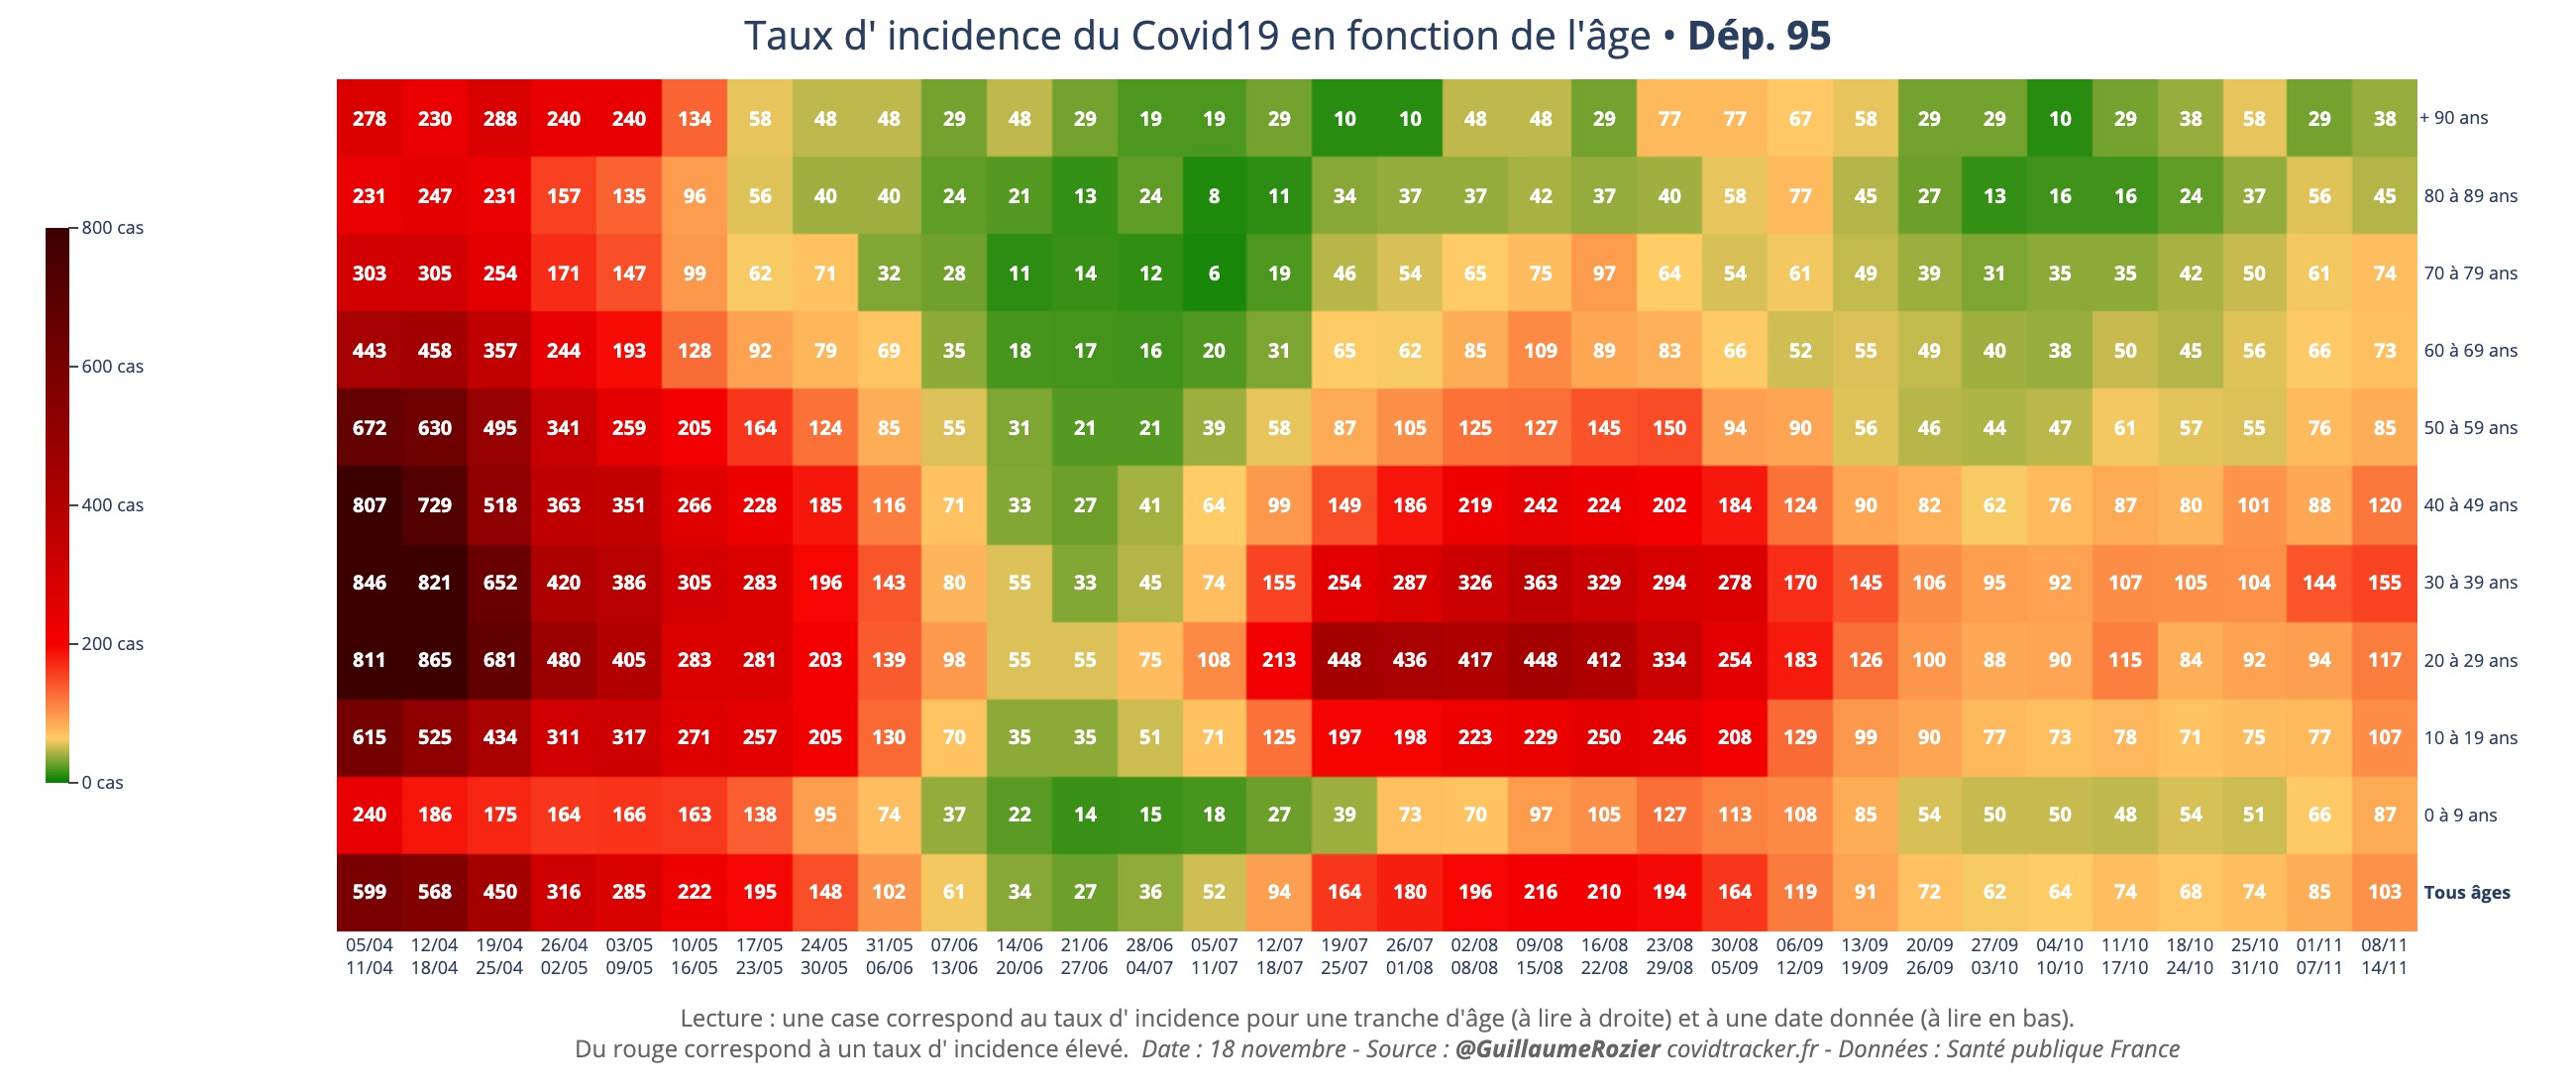 Taux d' incidence du Covid19 en fonction de l'âge • Dép. 95
800 cas
600 cas
400 cas
200 cas
0 cas
278 230 288 240 240 134 58 48 48 29 48 29 19 19 29 10 10 48 48 29 77 77 67 58 29 29 10 29 38 58 29 38 + 90 ans
231 247 231 157 135 96 56 40 40 24 21 13 24 8 11 34 37 37 42 37 40 58 77 45 27 13 16 16 24 37 56 45 80 à 89 ans
303 305 254 171 147 99 62 71 32 28 11 14 12 6 19 46 54 65 75 97 64 54 61 49 39 31 35 35 42 50 61 74 70 à 79 ans
443 458 357 244 193 128 92 79 69 35 18 17 16 20 31 65 62 85 109 89 83 66 52 55 49 40 38 50 45 56 66 73 60 à 69 ans
672 630 495 341 259 205 164 124 85 55 31 21 21 39 58 87 105 125 127 145 150 94 90 56 46 44 47 61 57 55 76 85 50 à 59 ans
807 729 518 363 351 266 228 185 116 71 33 27 41 64 99 149 186 219 242 224 202 184 124 90 82 62 76 87 80 101 88 120 40 à 49 ans
846 821 652 420 386 305 283 196 143 80 55 33 45 74 155 254 287 326 363 329 294 278 170 145 106 95 92 107 105 104 144 155 30 à 39 ans
811 865 681 480 405 283 281 203 139 98 55 55 75 108 213 448 436 417 448 412 334 254 183 126 100 88 90 115 84 92 94 117 20 à 29 ans
615 525 434 311 317 271 257 205 130 70 35 35 51 71 125 197 198 223 229 250 246 208 129 99 90 77 73 78 71 75 77 107 10 à 19 ans
240 186 175 164 166 163 138 95 74 37 22 14 15 18 27 39 73 70 97 105 127 113 108 85 54 50 50 48 54 51 66 87 0 à 9 ans
599 568 450 316 285 222 195 148 102 61 34 27 36 52 94 164 180 196 216 210 194 164 119 91 72 62 64 74 68 74 85 103 Tous âges
05/04 12/04 19/04 26/04 03/05 10/05 17/05 24/05 31/05 07/06 14/06 21/06 28/06 05/07 12/07 19/07 26/07 02/08 09/08 16/08 23/08 30/08 06/09 13/09 20/09 27/09 04/10 11/10 18/10 25/10 01/11 08/11
11/04 18/04 25/04 02/05 09/05 16/05 23/05 30/05 06/06 13/06 20/06 27/06 04/07 11/07 18/07 25/07 01/08 08/08 15/08 22/08 29/08 05/09 12/09 19/09 26/09 03/10 10/10 17/10 24/10 31/10 07/11 14/11
Lecture : une case correspond au taux d' incidence pour une tranche d'âge (à lire à droite) et à une date donnée (à lire en bas).
Du rouge correspond à un taux d' incidence élevé. Date : 18 novembre - Source : @GuillaumeRozier covidtracker.fr - Données : Santé publique France